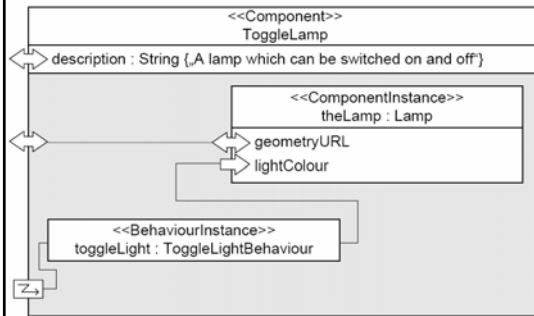 <<Component>>
ToggleLamp
description : String {„A lamp which can be switched on and off“}
<<ComponentInstance>>
theLamp : Lamp
geometryURL
lightColour
<<BehaviourInstance>>
toggleLight : ToggleLightBehaviour